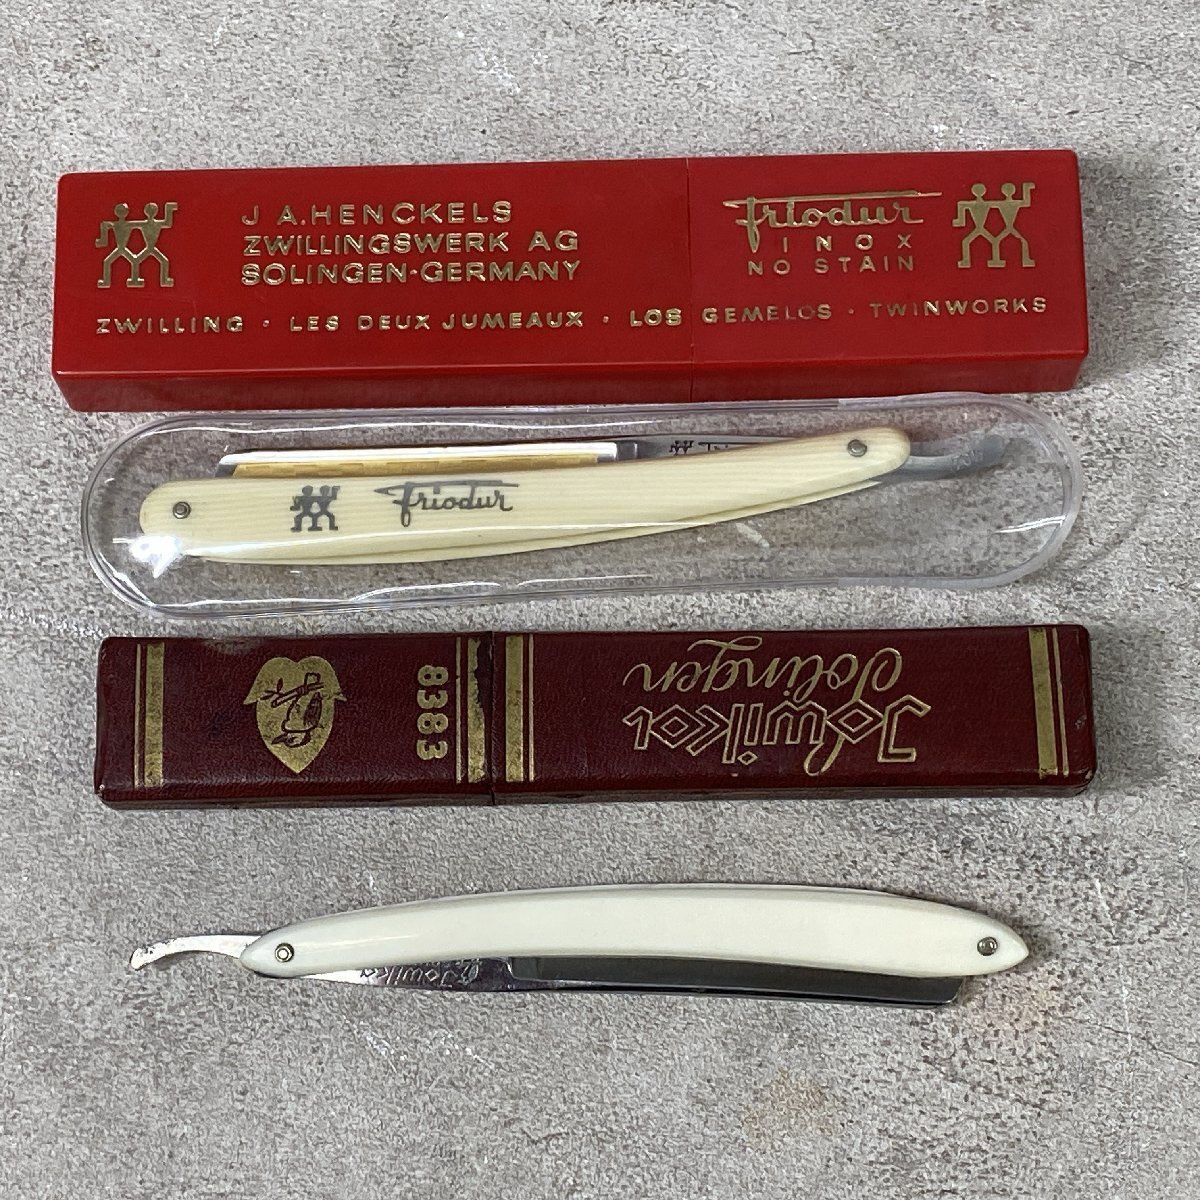 J. A. HENCKELS
ZWILLINGSWERK AG
SOLINGEN·GERMANY
friodur
INOX
NO STAIN
ZWILLING · LES DEUX JUMEAUX · LOS GEMELOS · TWINWORKS
friodur
8383
Jowika
Solingen
Jowika